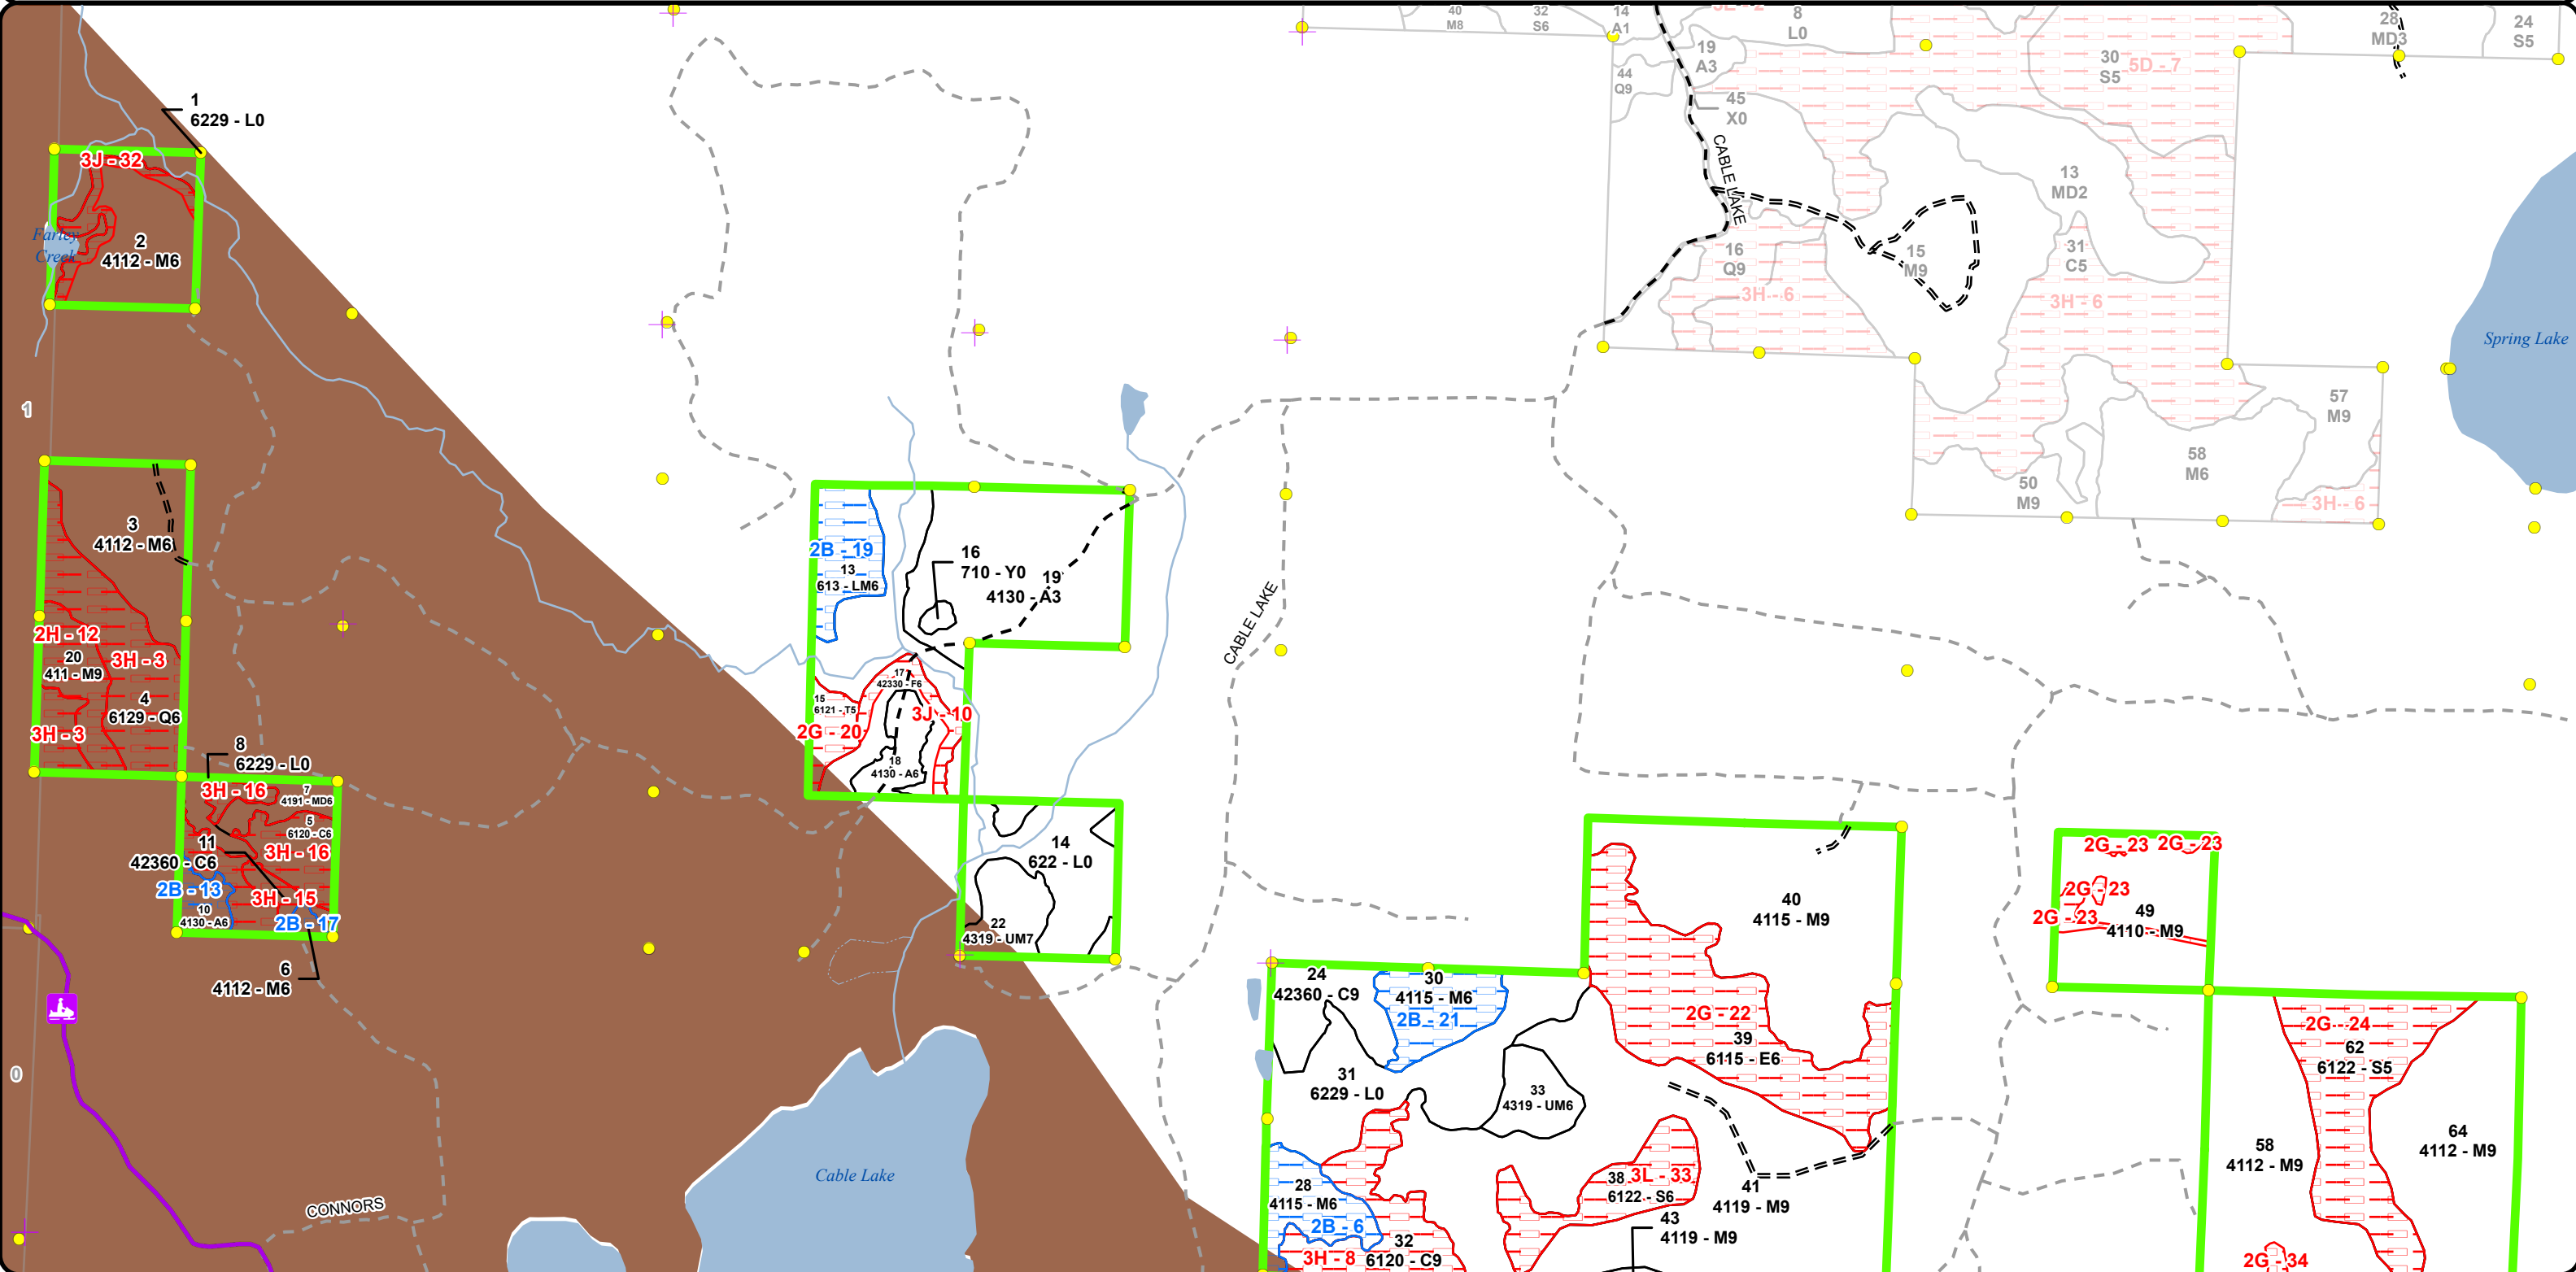 40
M8
32
S6
14
A1
8
L0
28
MD3
24
S5
19
A3
30
S5
5D - 7
44
Q9
45
X0
1
6229 - L0
3J - 32
CABLE LAKE
13
MD2
Farley
Creek
2
4112 - M6
16
Q9
15
M9
31
C5
3H - 6
3H - 6
Spring Lake
1
57
M9
58
M6
50
M9
3H - 6
3
4112 - M6
2B - 19
13
613 - LM6
16
710 - Y0
19
4130 - A3
CABLE LAKE
2H - 12
20
411 - M9
3H - 3
4
6129 - Q6
3H - 3
17
42330 - F6
15
6121 - T5
3J - 10
2G - 20
18
4130 - A6
8
6229 - L0
3H - 16
7
4191 - MD6
5
6120 - C6
11
42360 - C6
3H - 16
2B - 13
3H - 15
10
4130 - A6
2B - 17
6
4112 - M6
14
622 - L0
22
4319 - UM7
40
4115 - M9
2G - 23
2G - 23
2G - 23
2G - 23
49
4110 - M9
24
42360 - C9
30
4115 - M6
2B - 21
2G - 22
39
6115 - E6
2G - 24
62
6122 - S5
0
31
6229 - L0
33
4319 - UM6
58
4112 - M9
64
4112 - M9
Cable Lake
CONNORS
28
4115 - M6
2B - 6
38
6122 - S6
3L - 33
41
4119 - M9
43
4119 - M9
32
6120 - C9
3H - 8
2G - 34